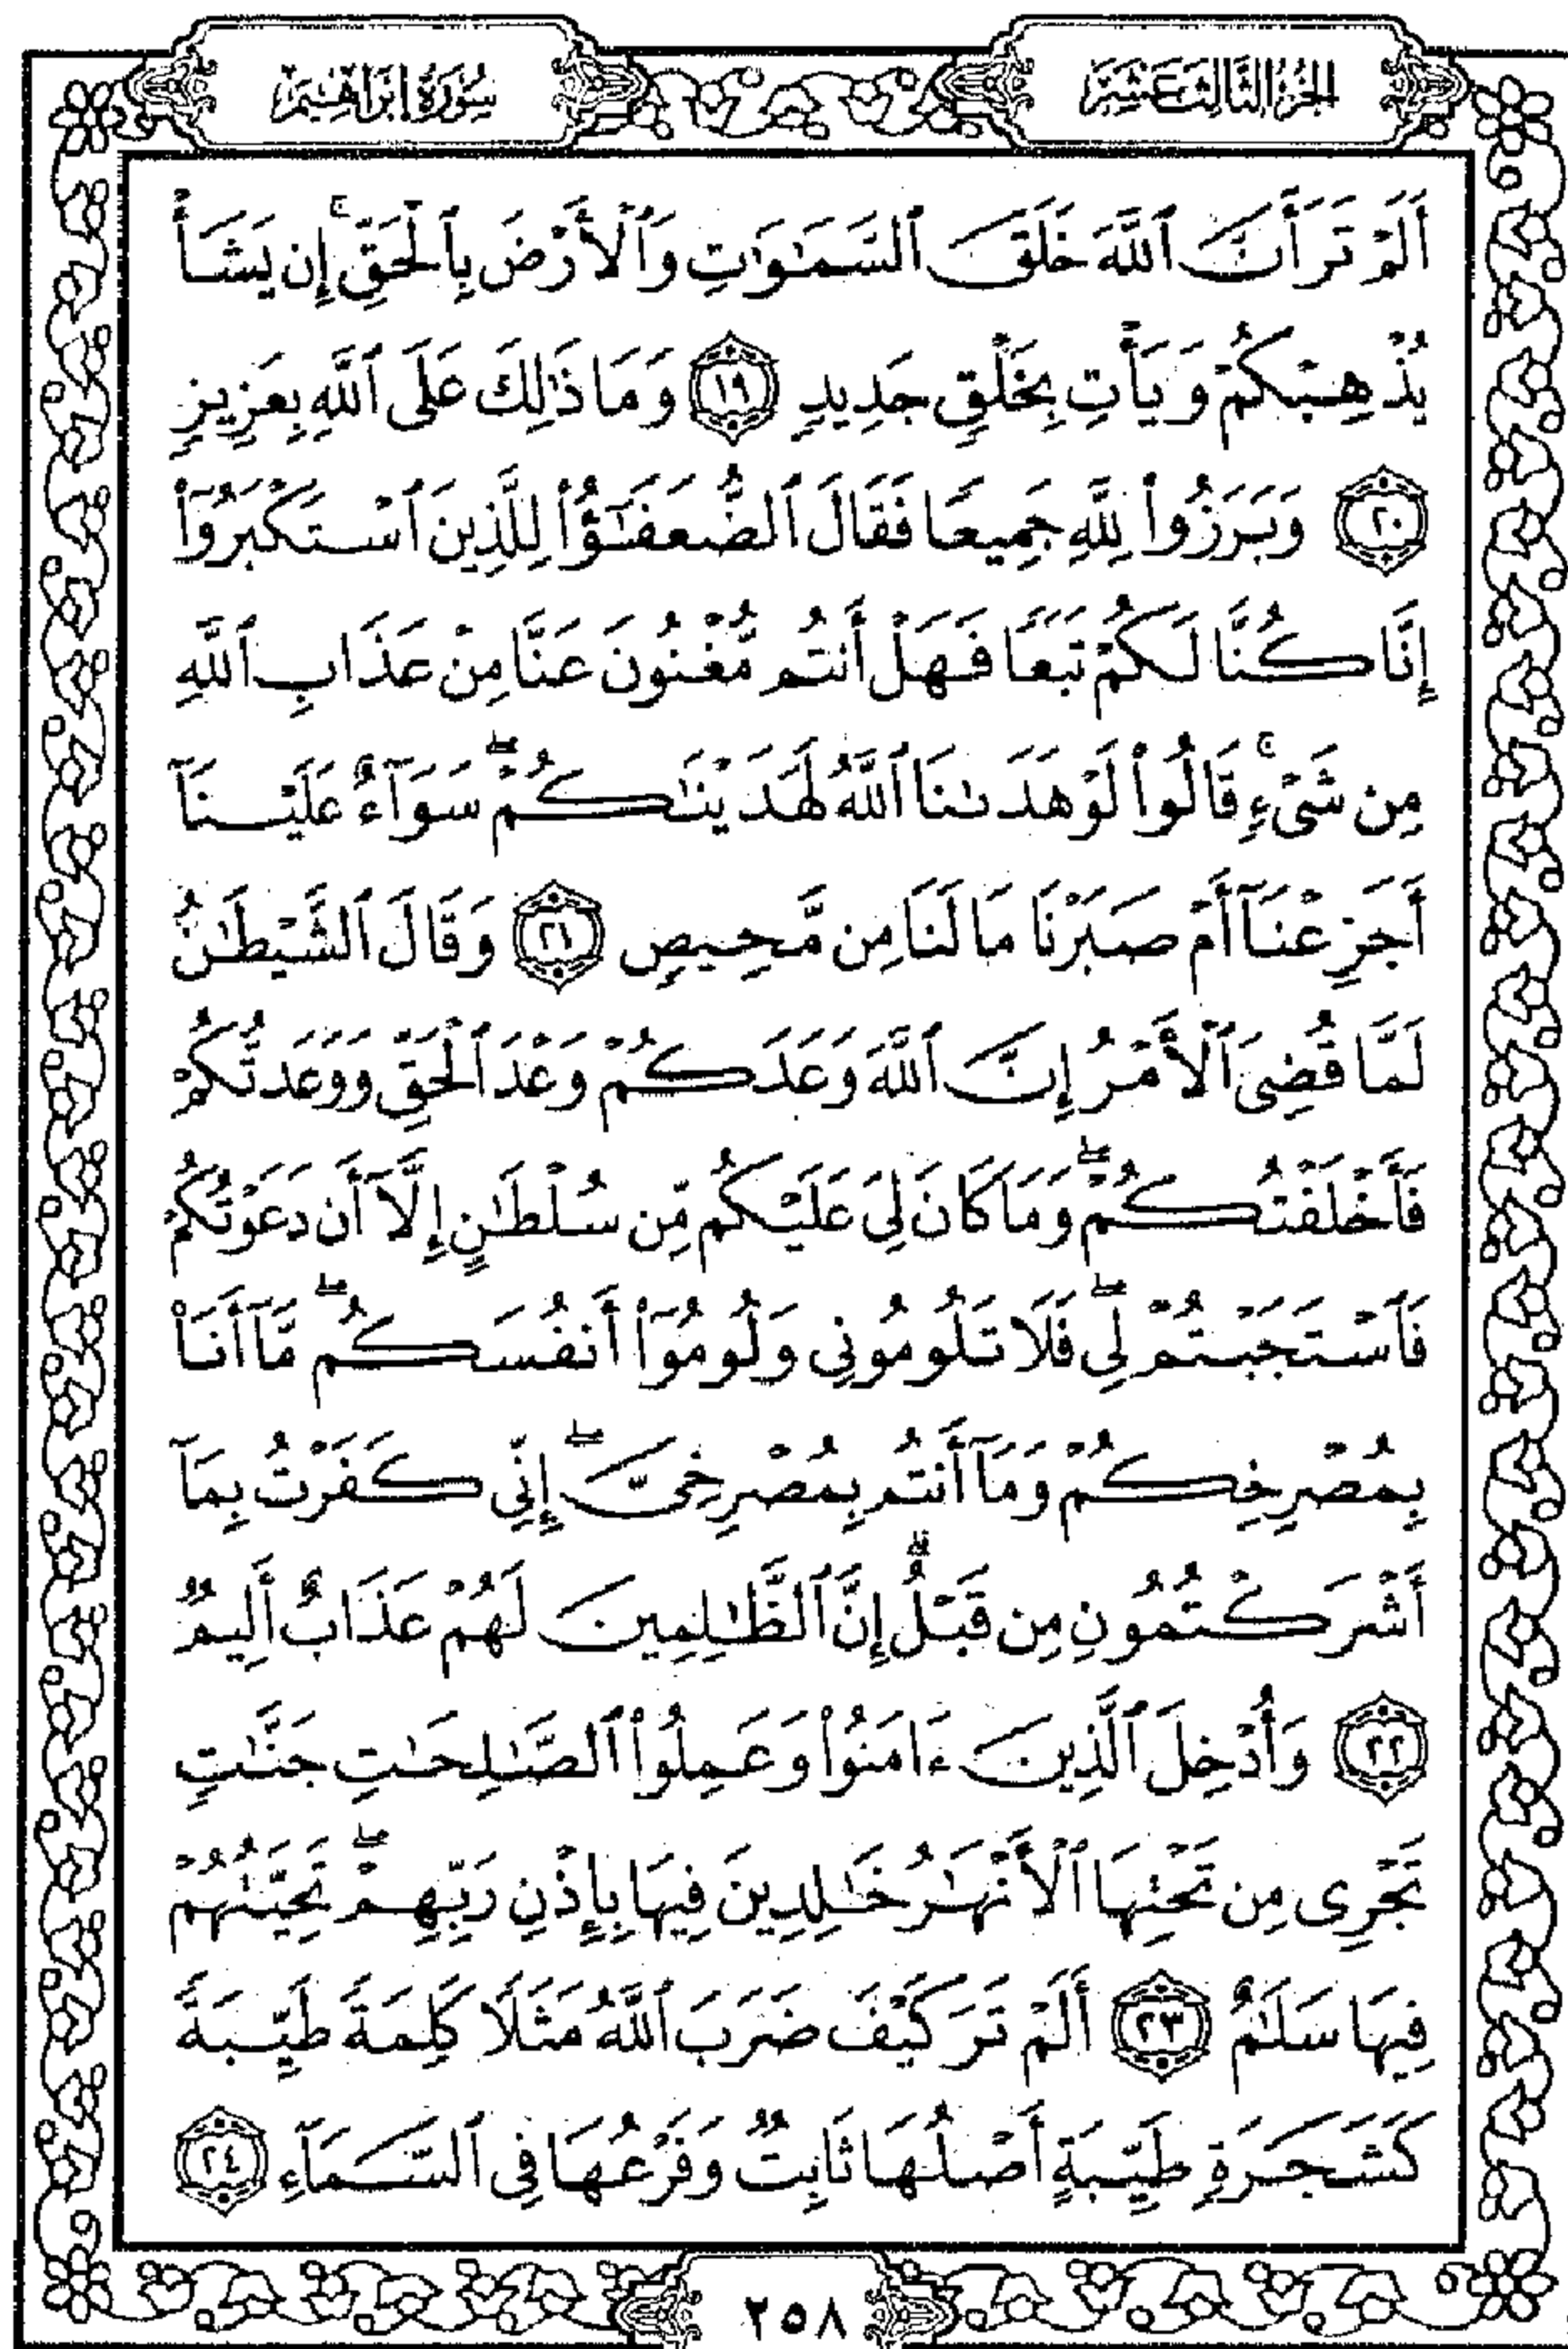 الجزء الثالث عشر
سورة إبراهيم
أَلَمْ تَرَ أَنَّ ٱللَّهَ خَلَقَ ٱلسَّمَٰوَٰتِ وَٱلْأَرْضَ بِٱلْحَقِّ ۚ إِن يَشَأْ
يُذْهِبْكُمْ وَيَأْتِ بِخَلْقٍ جَدِيدٍ ١٩ وَمَا ذَٰلِكَ عَلَى ٱللَّهِ بِعَزِيزٍ
٢٠ وَبَرَزُوا۟ لِلَّهِ جَمِيعًا فَقَالَ ٱلضُّعَفَٰٓؤُا۟ لِلَّذِينَ ٱسْتَكْبَرُوٓا۟
إِنَّا كُنَّا لَكُمْ تَبَعًا فَهَلْ أَنتُم مُّغْنُونَ عَنَّا مِنْ عَذَابِ ٱللَّهِ
مِن شَىْءٍ ۚ قَالُوا۟ لَوْ هَدَىٰنَا ٱللَّهُ لَهَدَيْنَٰكُمْ ۖ سَوَآءٌ عَلَيْنَآ
أَجَزِعْنَآ أَمْ صَبَرْنَا مَا لَنَا مِن مَّحِيصٍ ٢١ وَقَالَ ٱلشَّيْطَٰنُ
لَمَّا قُضِىَ ٱلْأَمْرُ إِنَّ ٱللَّهَ وَعَدَكُمْ وَعْدَ ٱلْحَقِّ وَوَعَدتُّكُمْ
فَأَخْلَفْتُكُمْ ۖ وَمَا كَانَ لِىَ عَلَيْكُم مِّن سُلْطَٰنٍ إِلَّآ أَن دَعَوْتُكُمْ
فَٱسْتَجَبْتُمْ لِى ۖ فَلَا تَلُومُونِى وَلُومُوٓا۟ أَنفُسَكُم ۖ مَّآ أَنَا۠
بِمُصْرِخِكُمْ وَمَآ أَنتُم بِمُصْرِخِىَّ ۖ إِنِّى كَفَرْتُ بِمَآ
أَشْرَكْتُمُونِ مِن قَبْلُ ۗ إِنَّ ٱلظَّٰلِمِينَ لَهُمْ عَذَابٌ أَلِيمٌ
٢٢ وَأُدْخِلَ ٱلَّذِينَ ءَامَنُوا۟ وَعَمِلُوا۟ ٱلصَّٰلِحَٰتِ جَنَّٰتٍ
تَجْرِى مِن تَحْتِهَا ٱلْأَنْهَٰرُ خَٰلِدِينَ فِيهَا بِإِذْنِ رَبِّهِمْ ۖ تَحِيَّتُهُمْ
فِيهَا سَلَٰمٌ ٢٣ أَلَمْ تَرَ كَيْفَ ضَرَبَ ٱللَّهُ مَثَلًا كَلِمَةً طَيِّبَةً
كَشَجَرَةٍ طَيِّبَةٍ أَصْلُهَا ثَابِتٌ وَفَرْعُهَا فِى ٱلسَّمَآءِ ٢٤
٢٥٨